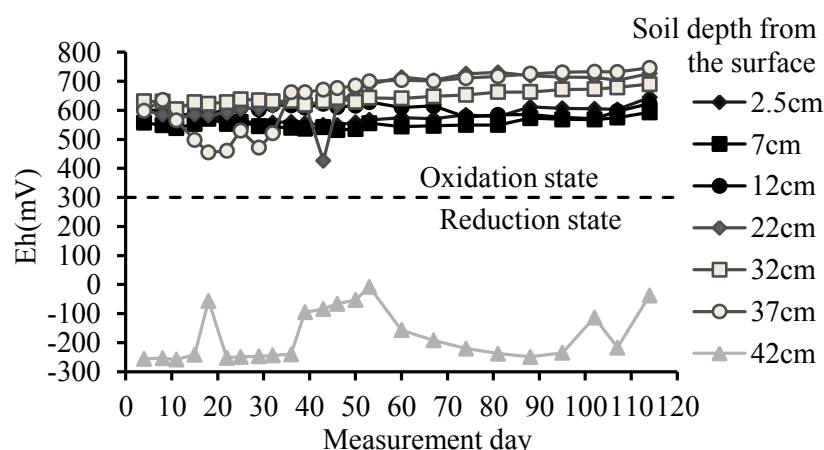 Soil depth from
the surface
800
700
600
500
400
300
200
100
0
-100
-200
-300
Eh(mV)
Oxidation state
Reduction state
2.5cm
7cm
12cm
22cm
32cm
37cm
42cm
0 10 20 30 40 50 60 70 80 90 100 110 120
Measurement day